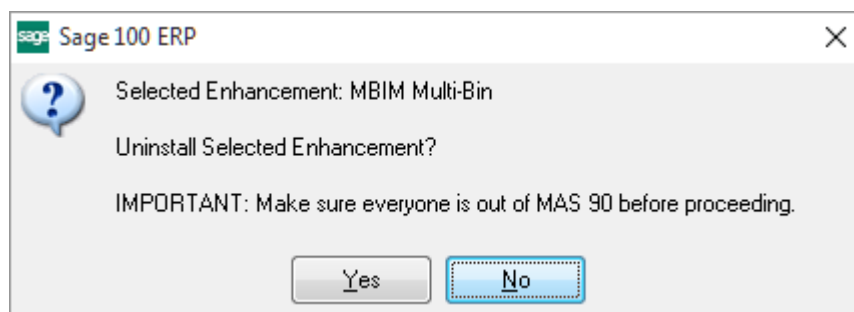 sage Sage 100 ERP
Selected Enhancement: MBIM Multi-Bin
Uninstall Selected Enhancement?
IMPORTANT: Make sure everyone is out of MAS 90 before proceeding.
Yes No